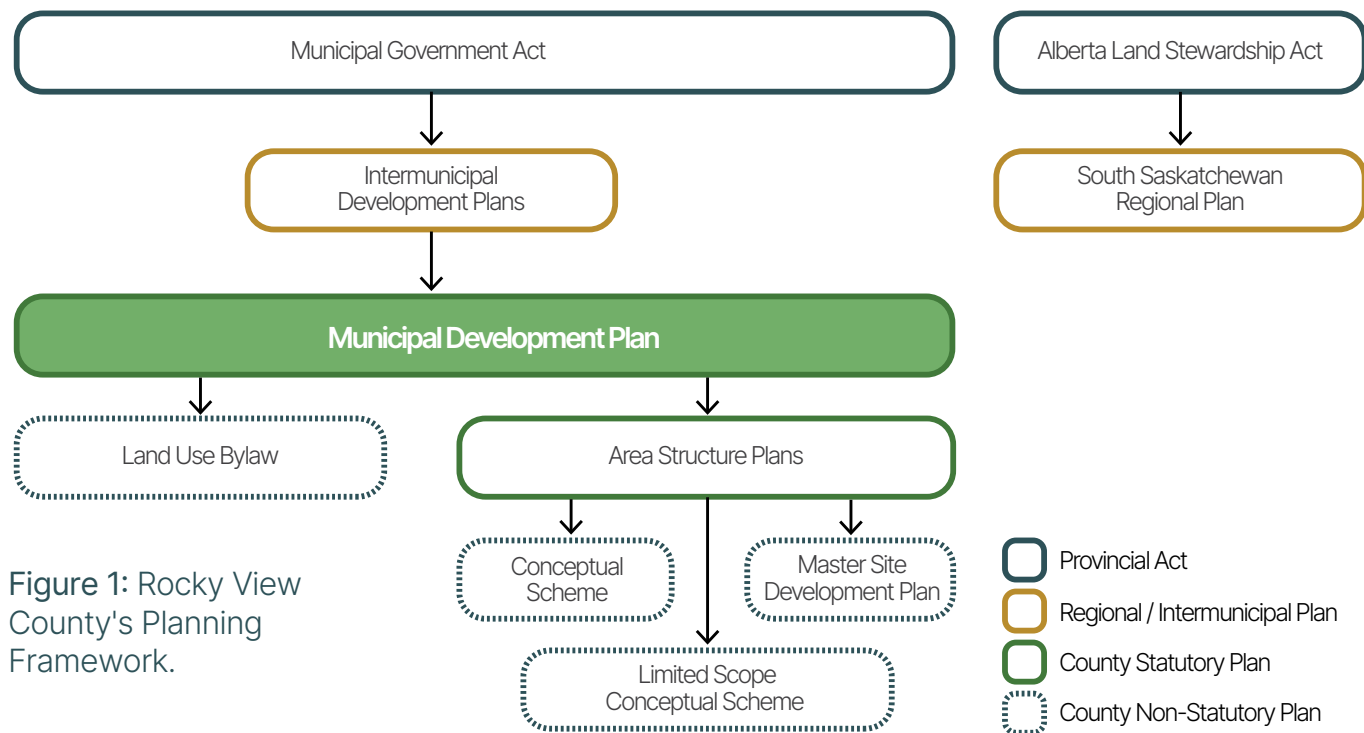 Municipal Government Act
Alberta Land Stewardship Act
Intermunicipal
Development Plans
South Saskatchewan
Regional Plan
Municipal Development Plan
Land Use Bylaw
Area Structure Plans
Conceptual
Scheme
Master Site
Development Plan
Limited Scope
Conceptual Scheme
Figure 1: Rocky View
County's Planning
Framework.
Provincial Act
Regional / Intermunicipal Plan
County Statutory Plan
County Non-Statutory Plan